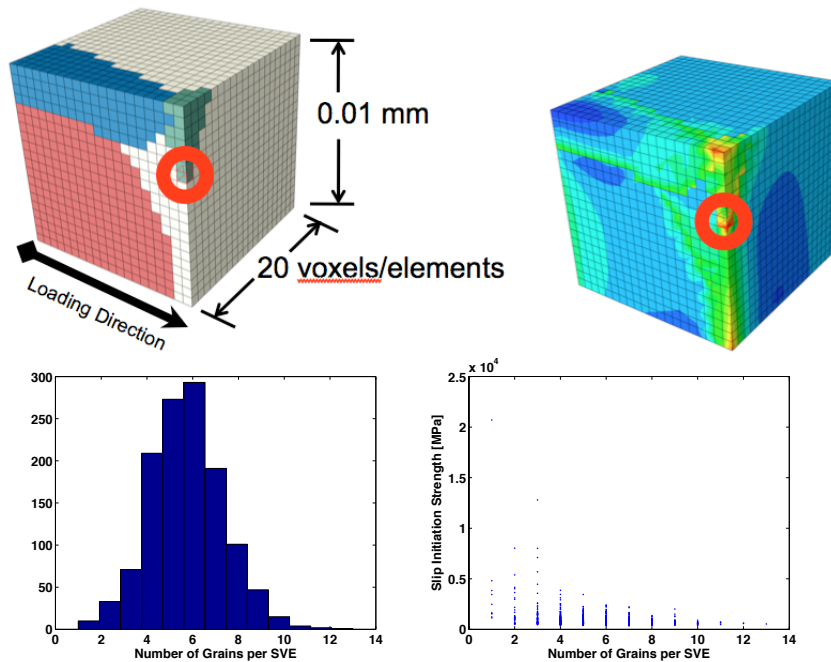 0.01 mm
20 voxels/elements
Loading Direction
300
250
200
150
100
50
0
0 2 4 6 8 10 12 14
Number of Grains per SVE
x 10^4
2.5
2
1.5
1
0.5
0
0 2 4 6 8 10 12 14
Slip Initiation Strength [MPa]
Number of Grains per SVE